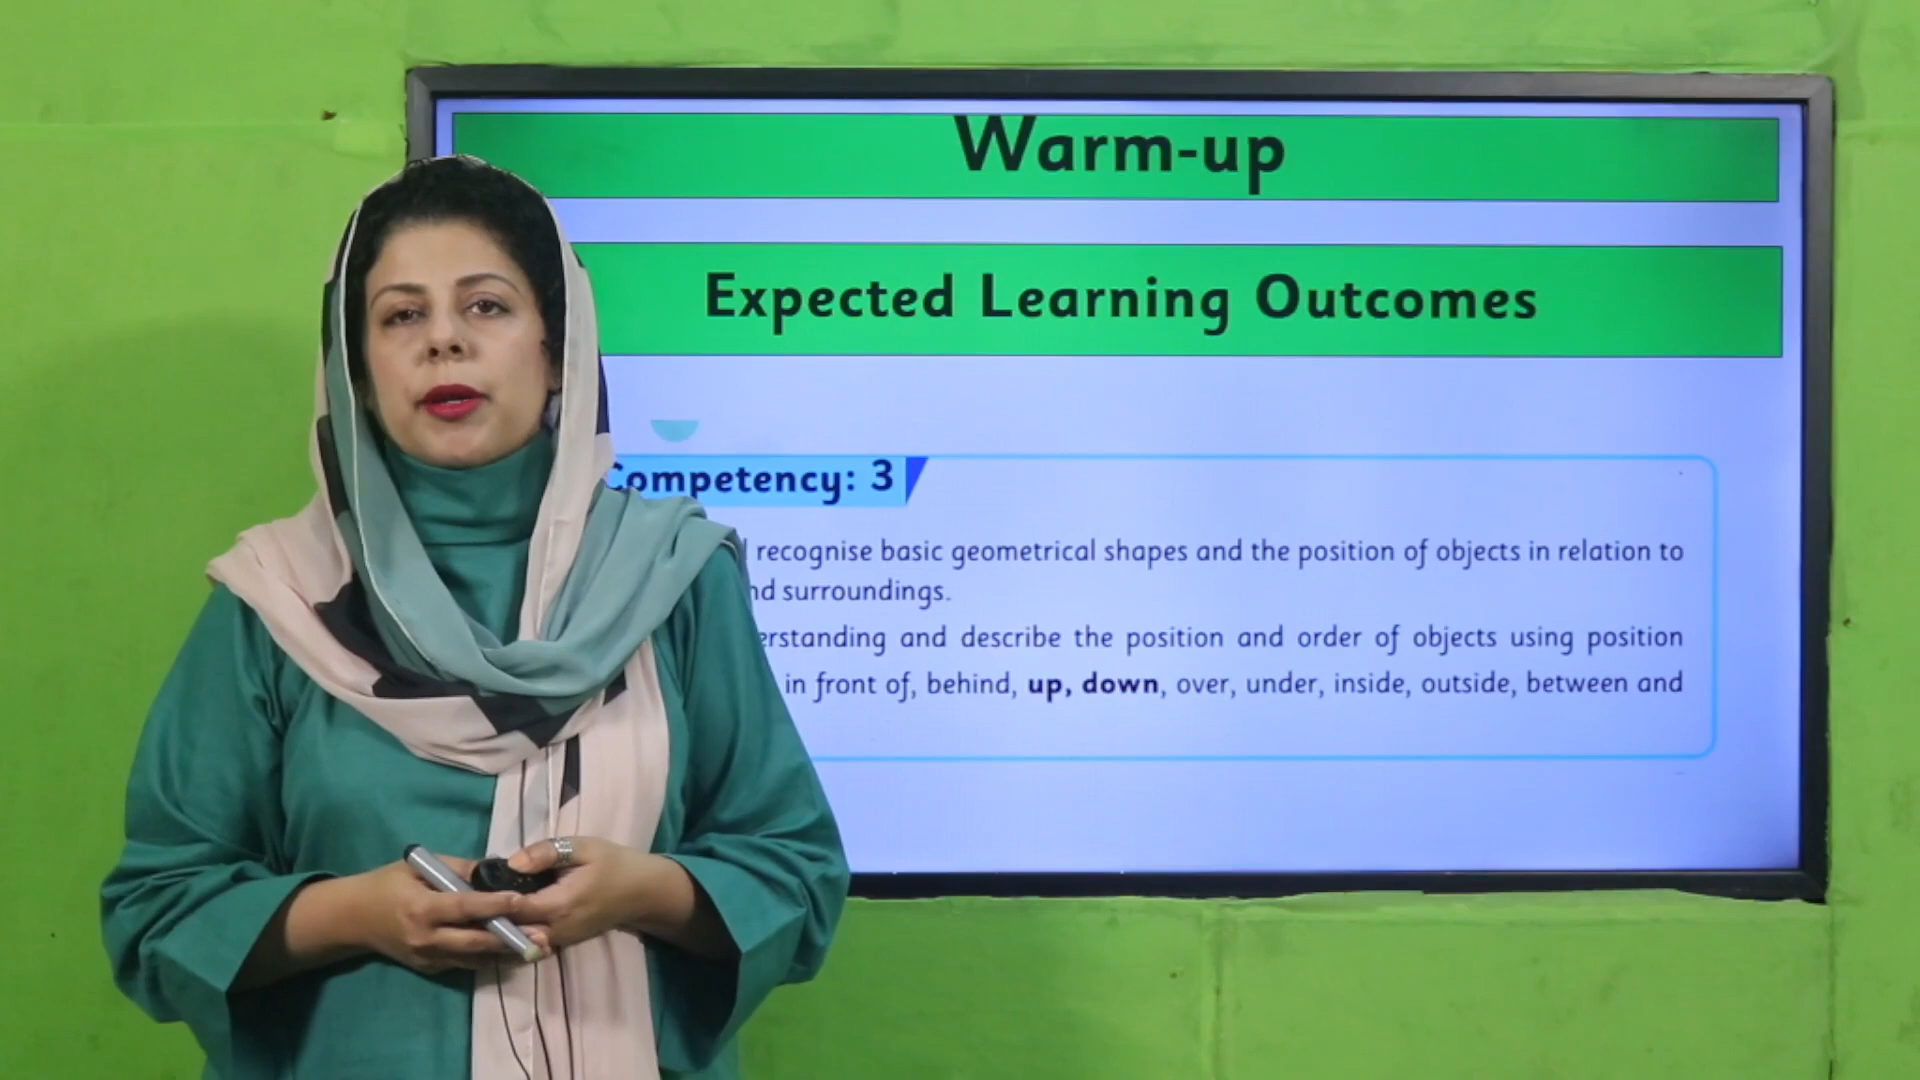 Warm-up
Expected Learning Outcomes
Competency: 3
recognise basic geometrical shapes and the position of objects in relation to
surroundings.
and describe the position and order of objects using position
in front of, behind, up, down, over, under, inside, outside, between and